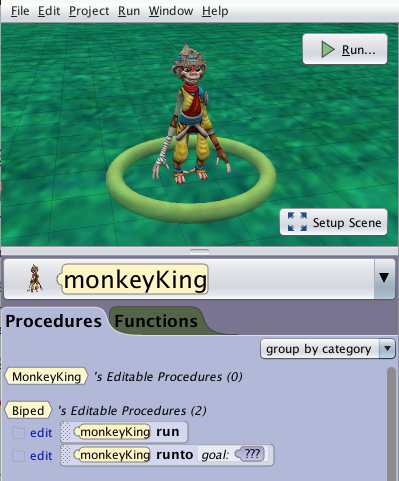 File Edit Project Run Window Help
Run...
Setup Scene
monkeyKing
Procedures Functions
group by category
MonkeyKing 's Editable Procedures (0)
Biped 's Editable Procedures (2)
edit monkeyKing run
edit monkeyKing runto goal: ???